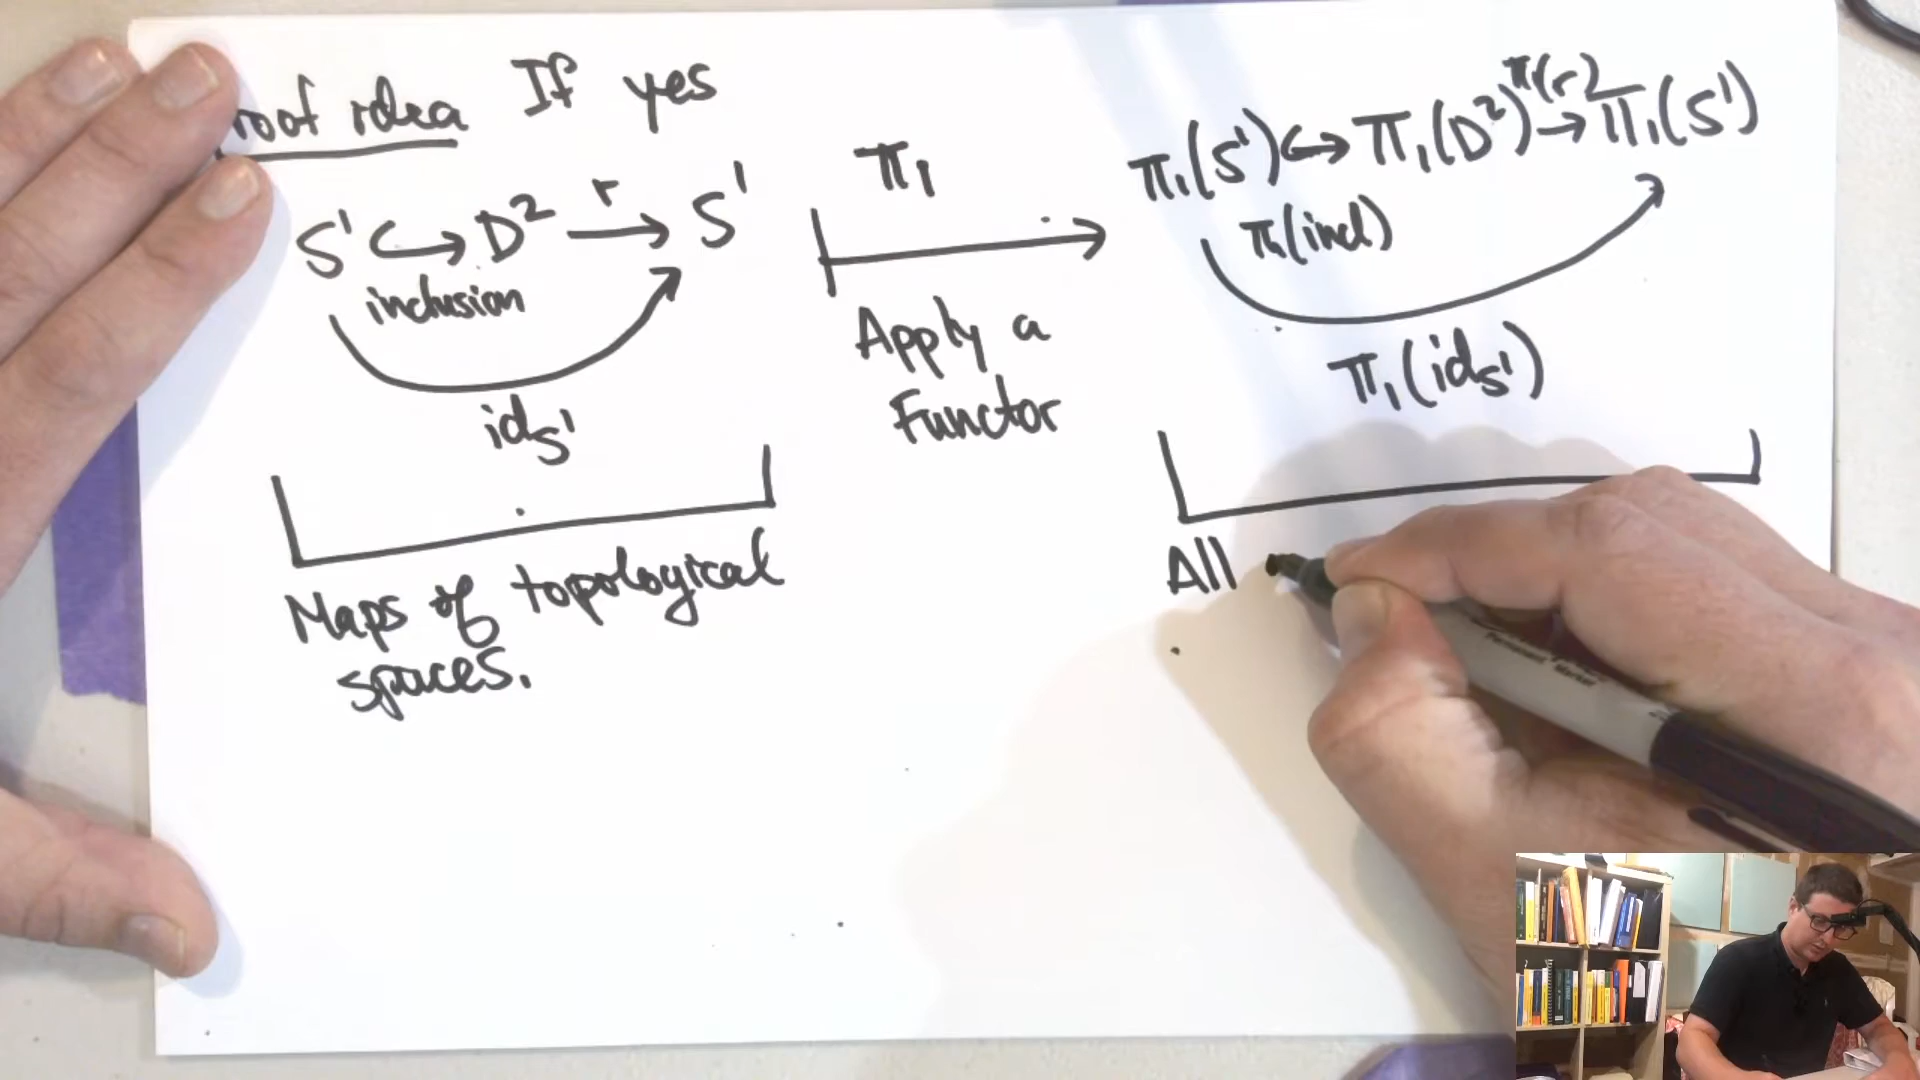 roof idea If yes
S¹ ↪ D² →r S¹
inclusion
id_S¹
Maps of topological
spaces.
π₁
Apply a
Functor
π₁(S¹) ↪ π₁(D²) →π₁(r) π₁(S¹)
π₁(incl)
π₁(id_S¹)
All